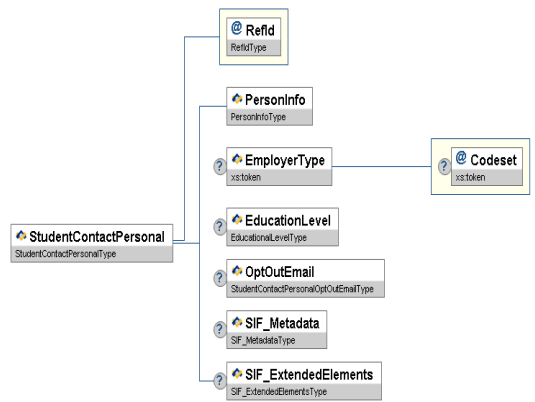 @ RefId
RefIdType
PersonInfo
PersonInfoType
? EmployerType
xs:token
? @ Codeset
xs:token
StudentContactPersonal
StudentContactPersonalType
? EducationLevel
EducationalLevelType
? OptOutEmail
StudentContactPersonalOptOutEmailType
? SIF_Metadata
SIF_MetadataType
? SIF_ExtendedElements
SIF_ExtendedElementsType